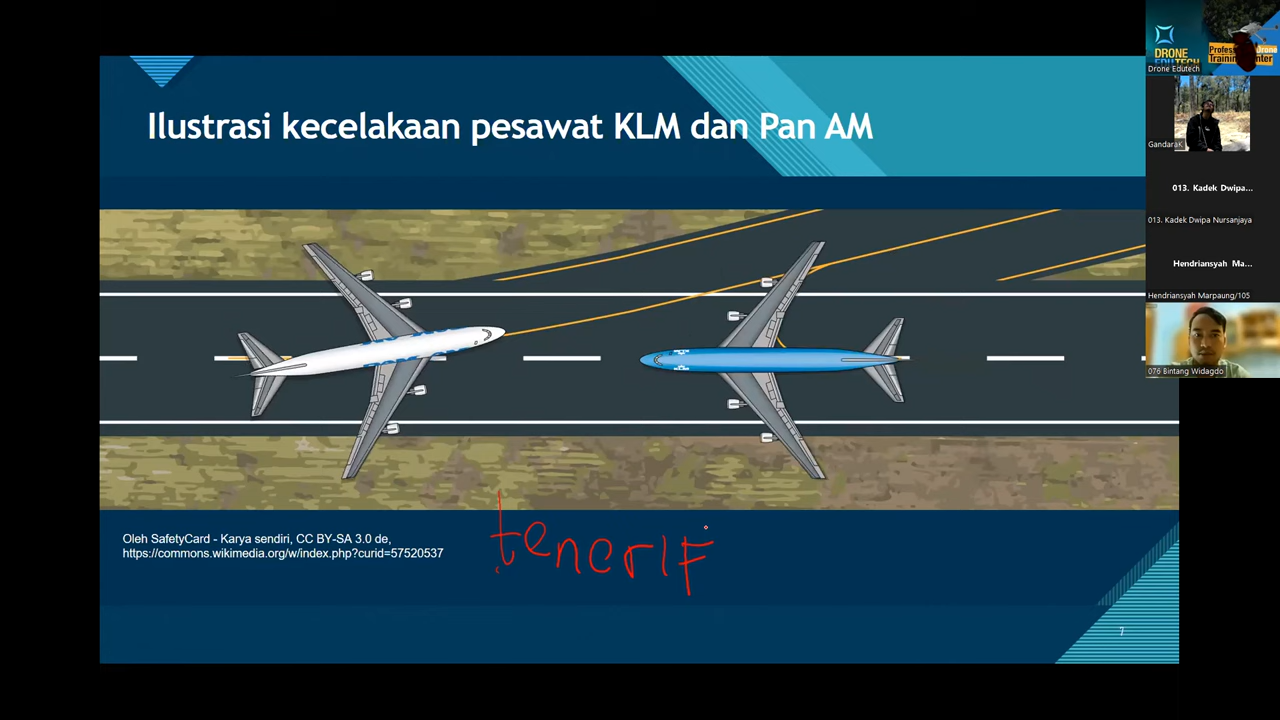 Ilustrasi kecelakaan pesawat KLM dan Pan AM
Oleh SafetyCard - Karya sendiri, CC BY-SA 3.0 de,
https://commons.wikimedia.org/w/index.php?curid=57520537
tenerIF
7
DRONE
EDUTECH
Drone Edutech
GandaraK
013. Kadek Dwipa...
013. Kadek Dwipa Nursanjaya
Hendriansyah Ma...
Hendriansyah Marpaung/105
076 Bintang Widagdo